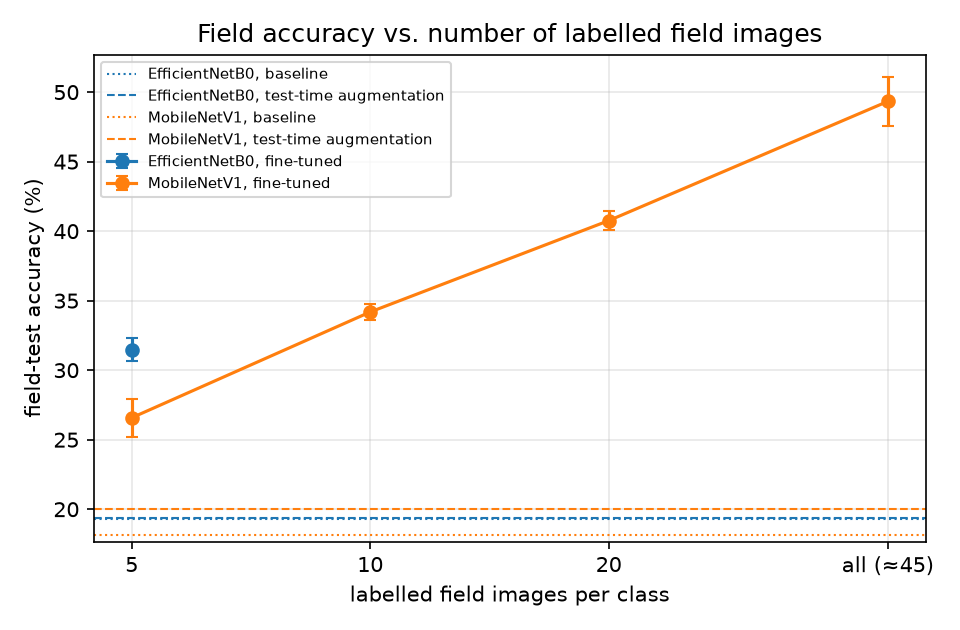 Field accuracy vs. number of labelled field images
EfficientNetB0, baseline
EfficientNetB0, test-time augmentation
MobileNetV1, baseline
MobileNetV1, test-time augmentation
EfficientNetB0, fine-tuned
MobileNetV1, fine-tuned
field-test accuracy (%)
50
45
40
35
30
25
20
5 10 20 all (≈45)
labelled field images per class